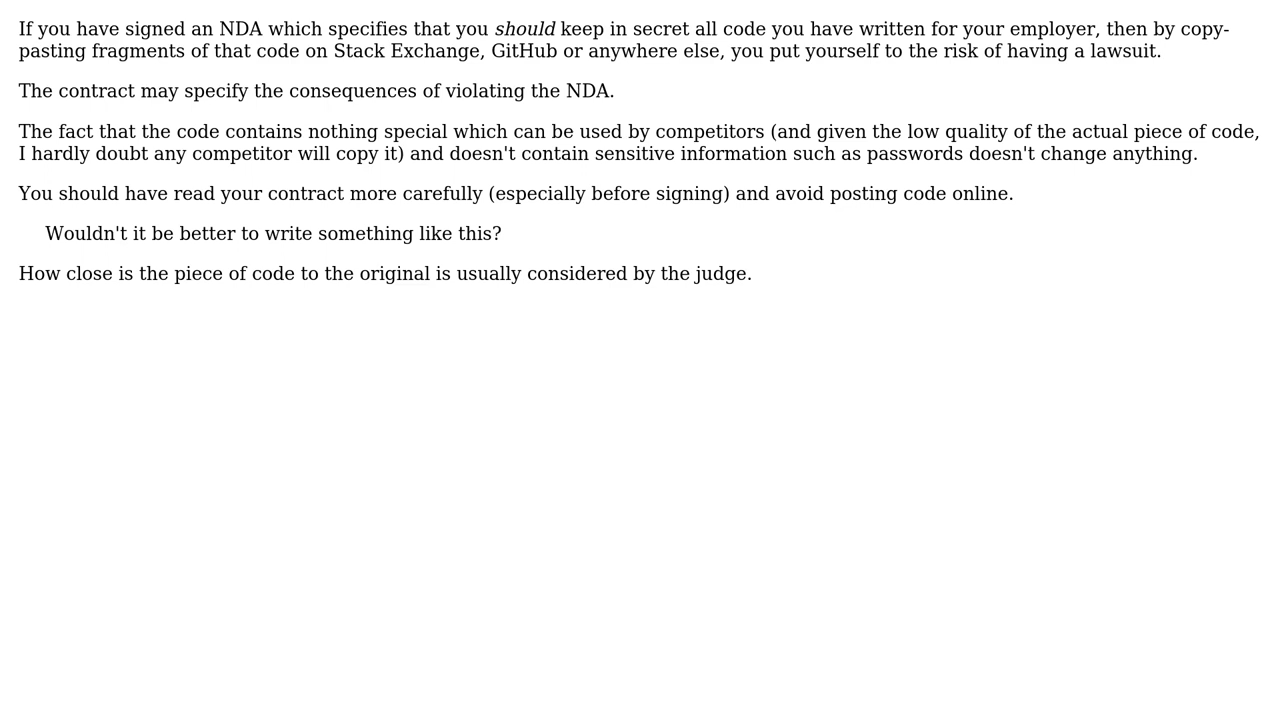 If you have signed an NDA which specifies that you should keep in secret all code you have written for your employer, then by copy-
pasting fragments of that code on Stack Exchange, GitHub or anywhere else, you put yourself to the risk of having a lawsuit.
The contract may specify the consequences of violating the NDA.
The fact that the code contains nothing special which can be used by competitors (and given the low quality of the actual piece of code,
I hardly doubt any competitor will copy it) and doesn't contain sensitive information such as passwords doesn't change anything.
You should have read your contract more carefully (especially before signing) and avoid posting code online.
Wouldn't it be better to write something like this?
How close is the piece of code to the original is usually considered by the judge.